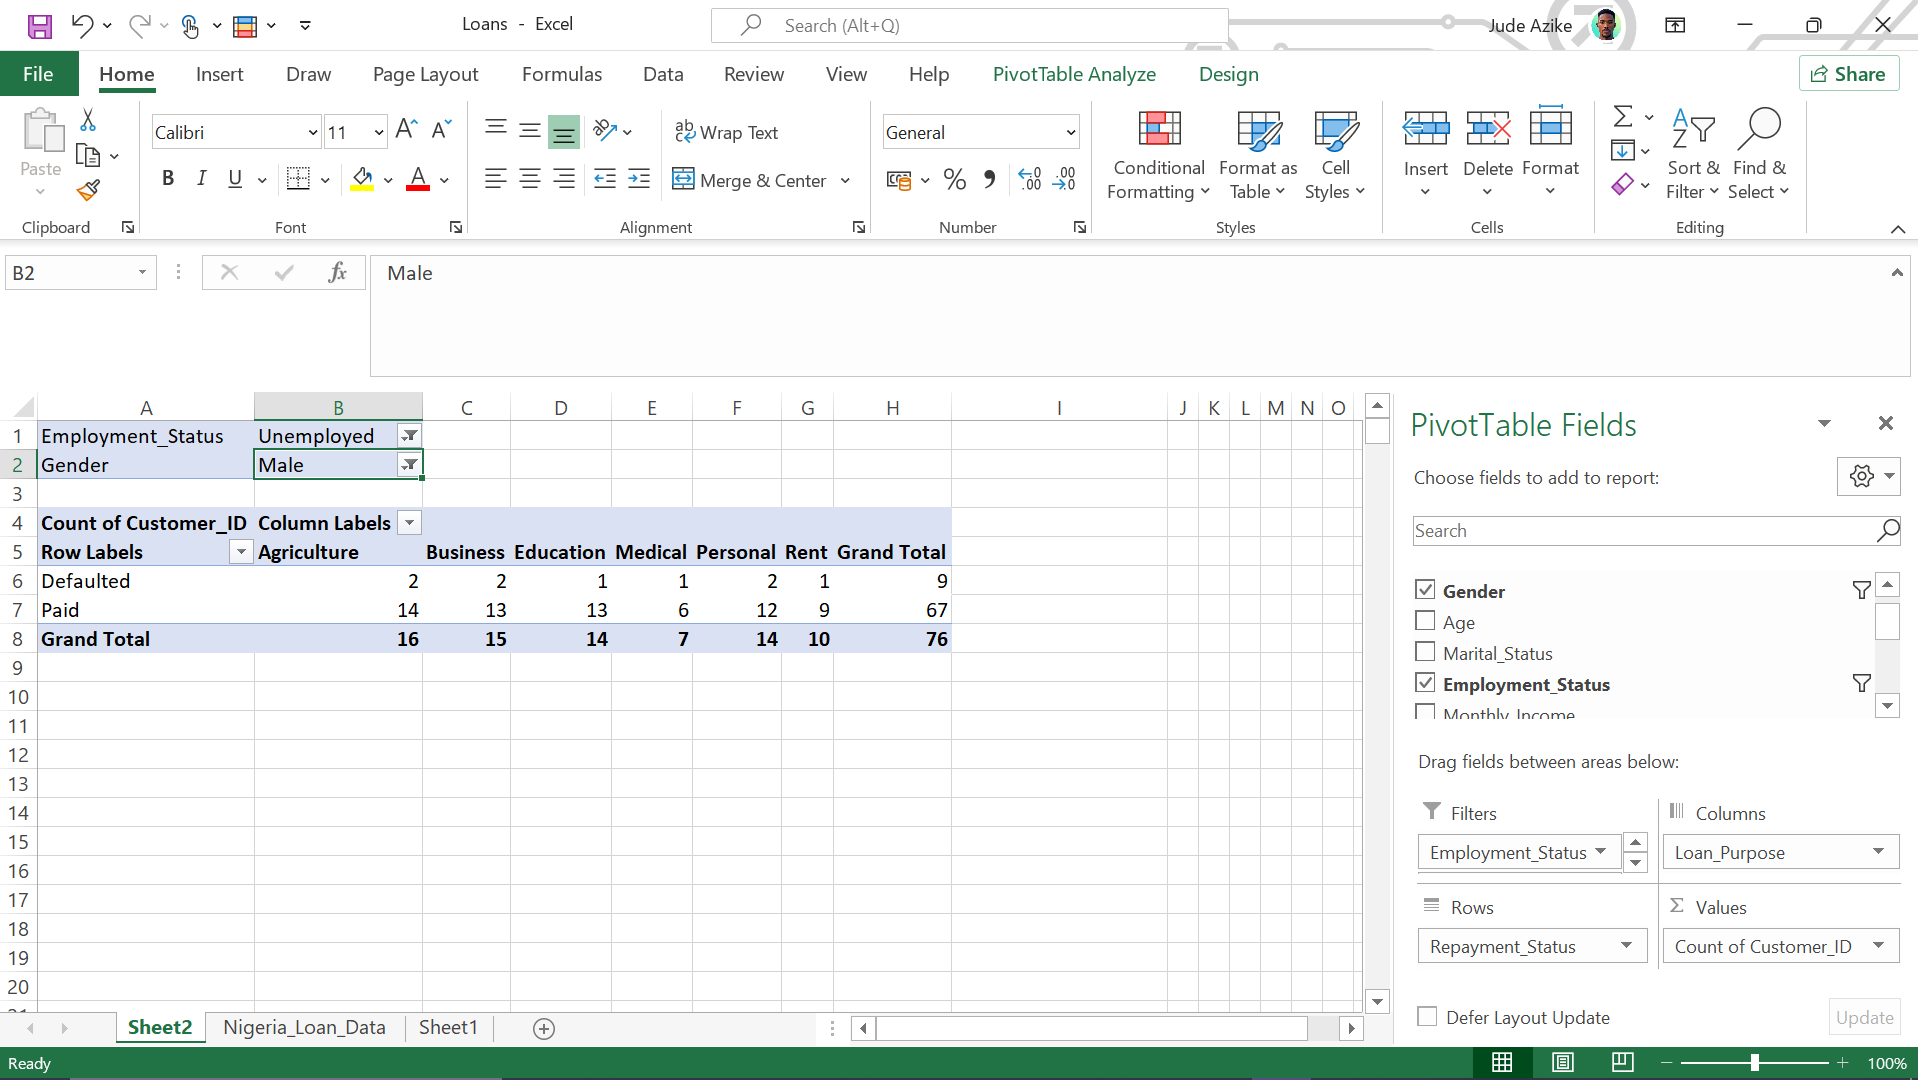 Loans - Excel
Search (Alt+Q)
Jude Azike
File Home Insert Draw Page Layout Formulas Data Review View Help PivotTable Analyze Design Share
Paste
Clipboard
Calibri 11 A^ A˅
B I U A
Font
ab Wrap Text
Merge & Center
Alignment
General
% , .00 .00
Number
Conditional Formatting Format as Table Cell Styles
Styles
Insert Delete Format
Cells
Sort & Filter Find & Select
Editing
B2 fx Male
A B C D E F G H I J K L M N O
1 Employment_Status Unemployed
2 Gender Male
3
4 Count of Customer_ID Column Labels
5 Row Labels Agriculture Business Education Medical Personal Rent Grand Total
6 Defaulted 2 2 1 1 2 1 9
7 Paid 14 13 13 6 12 9 67
8 Grand Total 16 15 14 7 14 10 76
9
10
11
12
13
14
15
16
17
18
19
20
PivotTable Fields
Choose fields to add to report:
Search
Gender
Age
Marital_Status
Employment_Status
Monthly_Income
Drag fields between areas below:
Filters Columns
Employment_Status Loan_Purpose
Rows Σ Values
Repayment_Status Count of Customer_ID
Defer Layout Update Update
Sheet2 Nigeria_Loan_Data Sheet1
Ready 100%